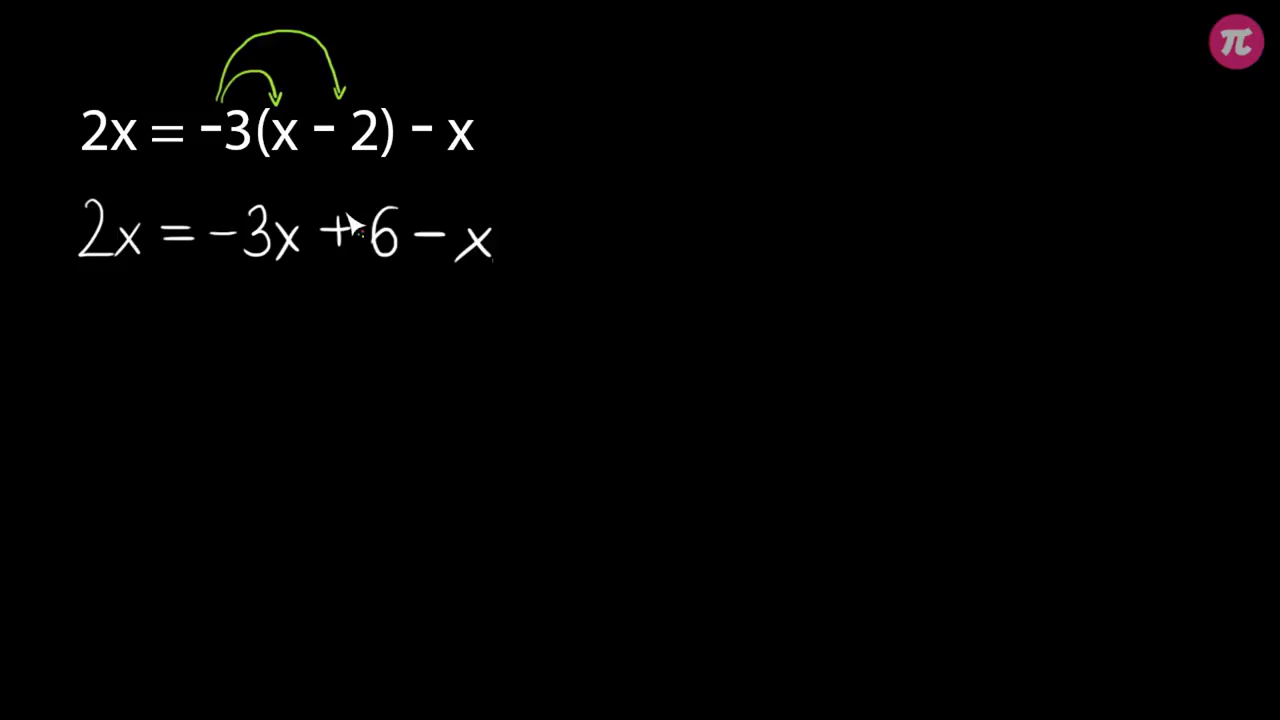 π
2x = -3(x - 2) - x
2x = -3x + 6 - x